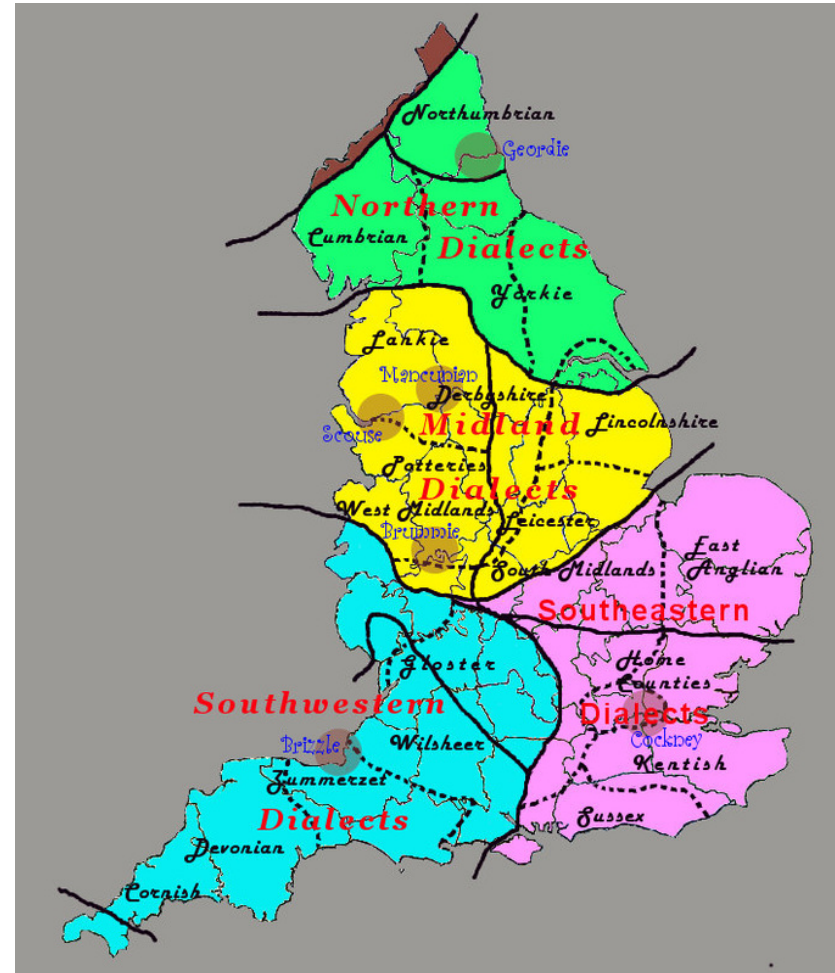 Northumbrian
Geordie
Northern
Cumbrian
Dialects
Yorkie
Lankie
Mancunian
Derbyshire
Scouse
Midland
Lincolnshire
Potteries
Dialects
West Midlands
Leicester
Brummie
South Midlands
East
Anglian
Southeastern
Gloster
Home
Counties
Southwestern
Dialects
Brizzle
Wilsheer
Cockney
Kentish
Zummerzet
Dialects
Sussex
Devonian
Cornish